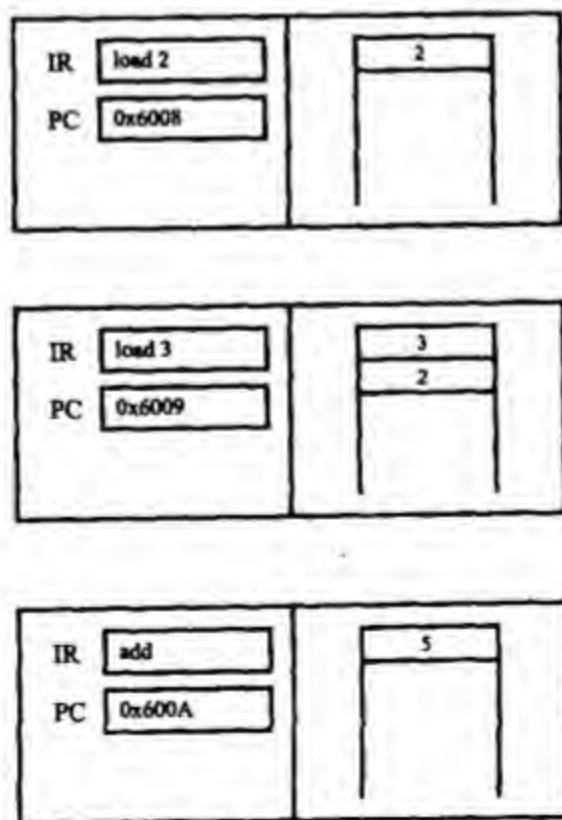 IR load 2 2
PC 0x6008
IR load 3 3
2
PC 0x6009
IR add 5
PC 0x600A